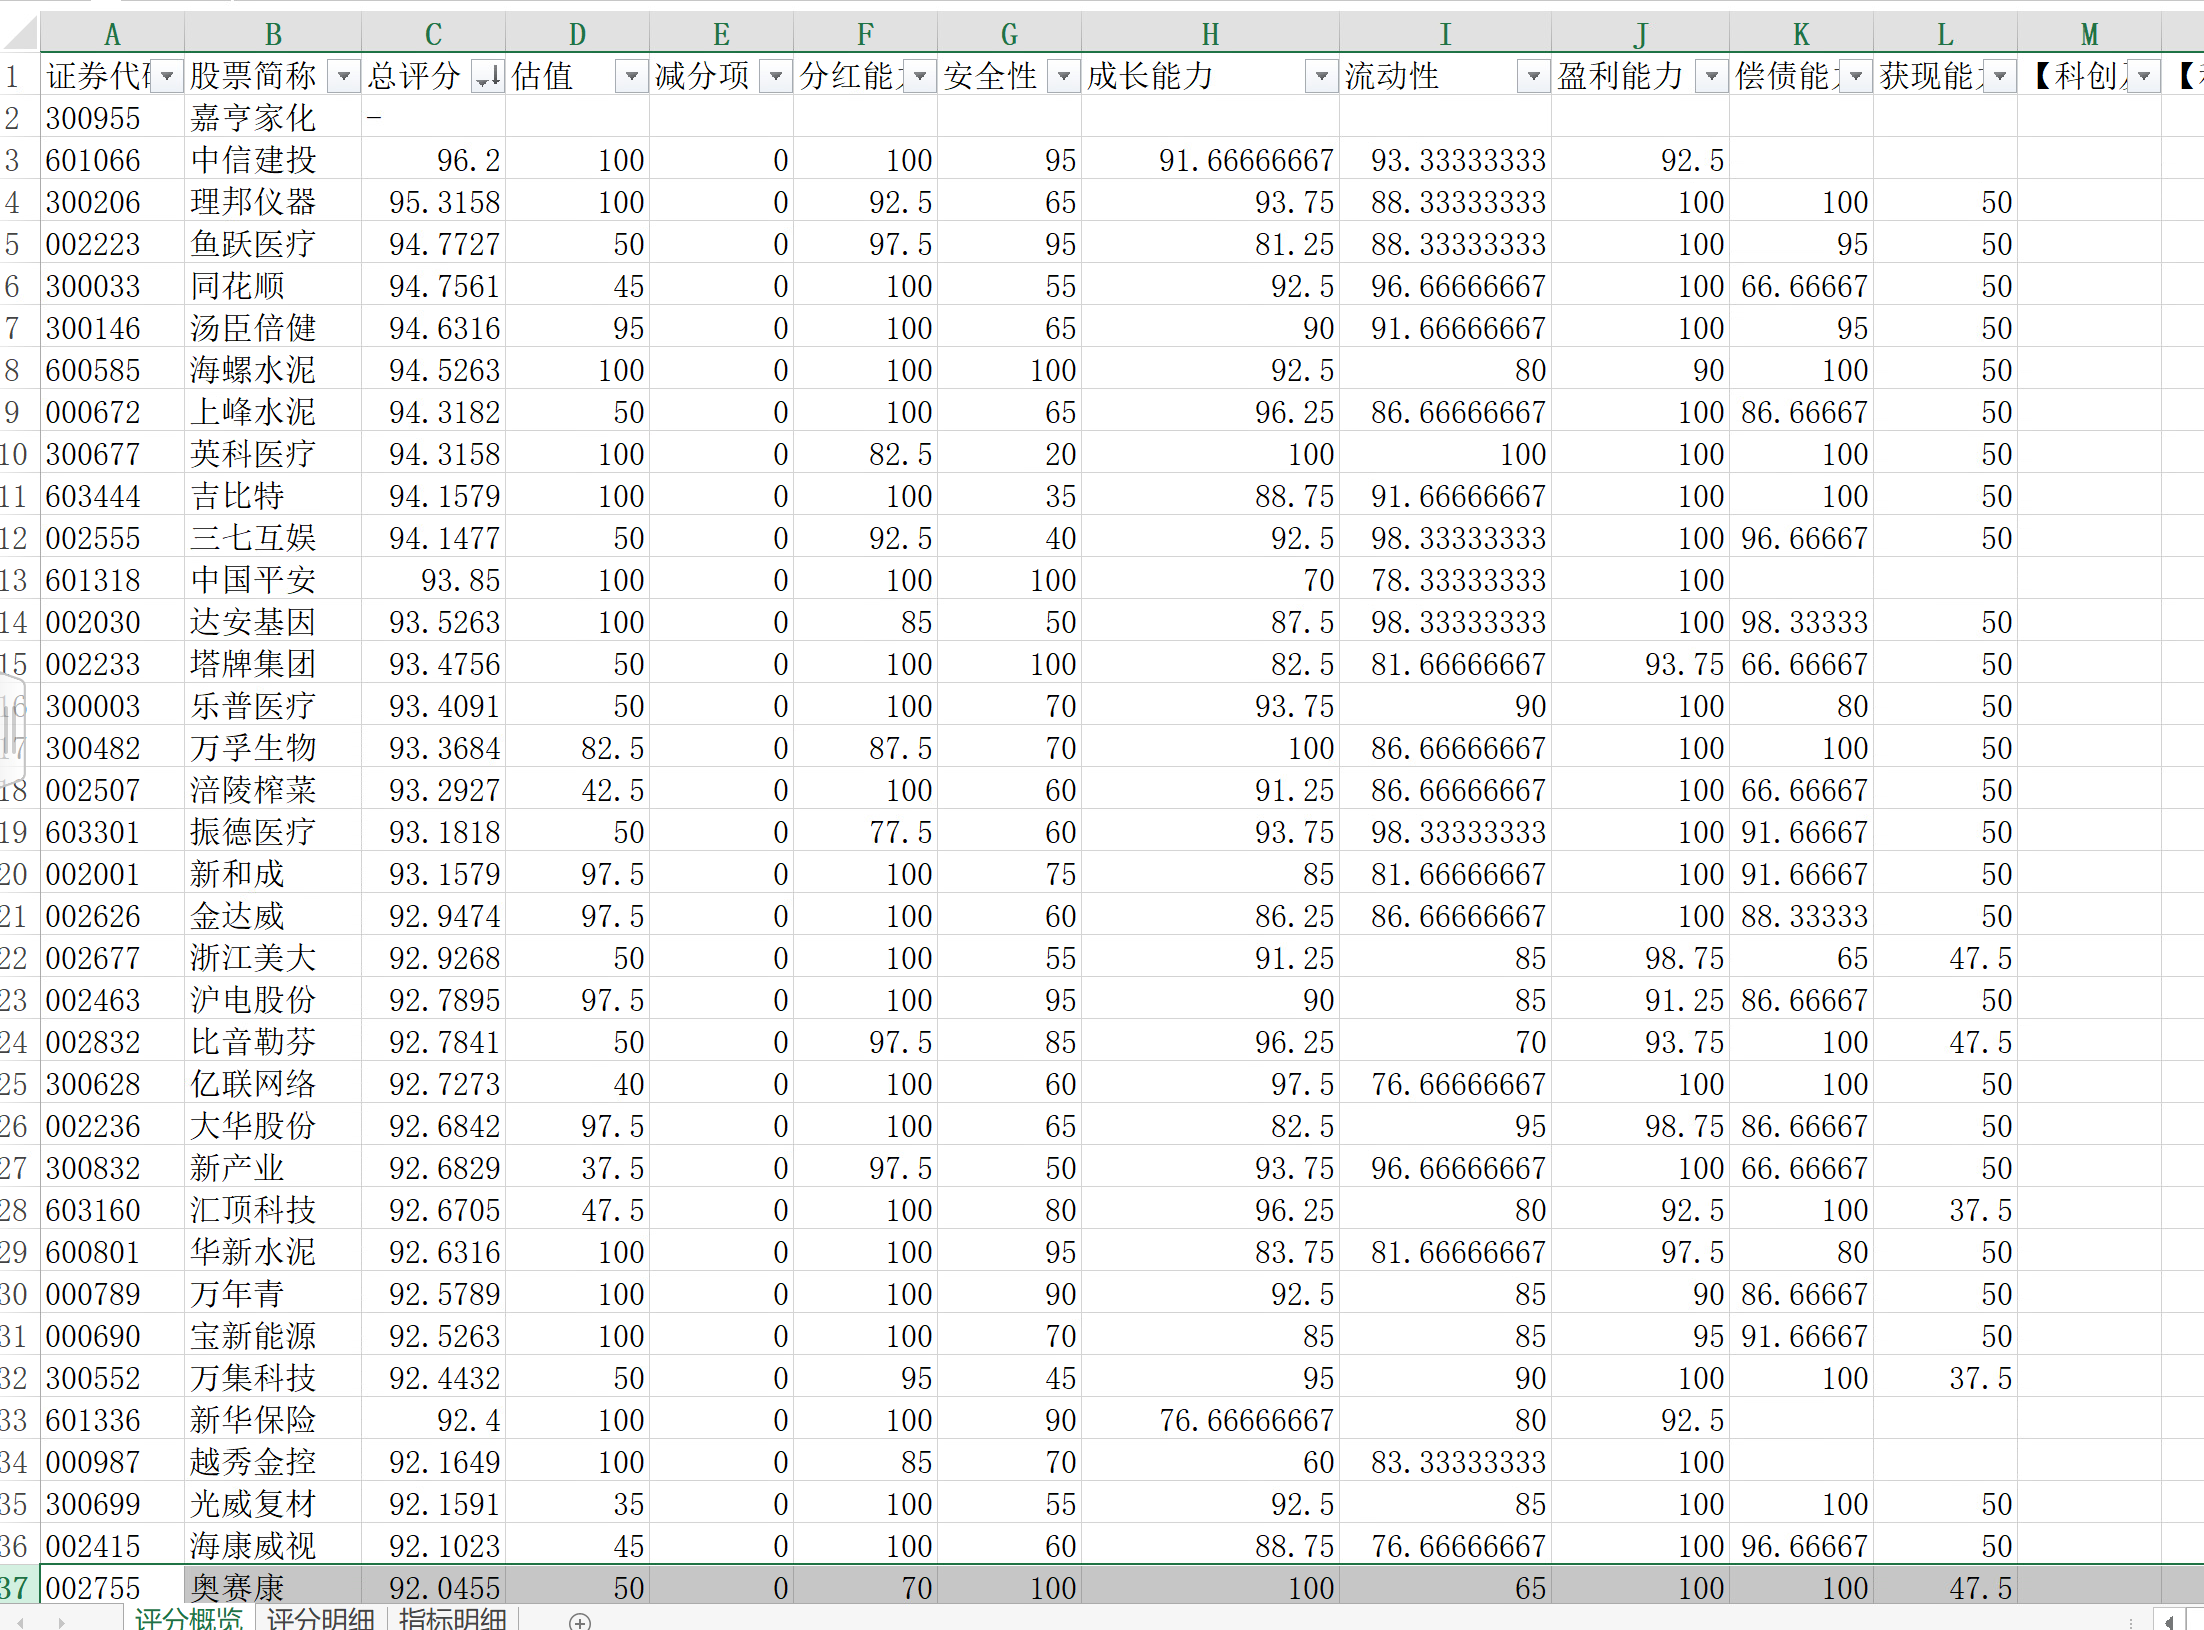 A B C D E F G H I J K L M
1 证券代 股票简称 总评分 估值 减分项 分红能 安全性 成长能力 流动性 盈利能力 偿债能 获现能 【科创 【
2 300955 嘉亨家化 -
3 601066 中信建投 96.2 100 0 100 95 91.66666667 93.33333333 92.5
4 300206 理邦仪器 95.3158 100 0 92.5 65 93.75 88.33333333 100 100 50
5 002223 鱼跃医疗 94.7727 50 0 97.5 95 81.25 88.33333333 100 95 50
6 300033 同花顺 94.7561 45 0 100 55 92.5 96.66666667 100 66.66667 50
7 300146 汤臣倍健 94.6316 95 0 100 65 90 91.66666667 100 95 50
8 600585 海螺水泥 94.5263 100 0 100 100 92.5 80 90 100 50
9 000672 上峰水泥 94.3182 50 0 100 65 96.25 86.66666667 100 86.66667 50
10 300677 英科医疗 94.3158 100 0 82.5 20 100 100 100 100 50
11 603444 吉比特 94.1579 100 0 100 35 88.75 91.66666667 100 100 50
12 002555 三七互娱 94.1477 50 0 92.5 40 92.5 98.33333333 100 96.66667 50
13 601318 中国平安 93.85 100 0 100 100 70 78.33333333 100
14 002030 达安基因 93.5263 100 0 85 50 87.5 98.33333333 100 98.33333 50
15 002233 塔牌集团 93.4756 50 0 100 100 82.5 81.66666667 93.75 66.66667 50
16 300003 乐普医疗 93.4091 50 0 100 70 93.75 90 100 80 50
17 300482 万孚生物 93.3684 82.5 0 87.5 70 100 86.66666667 100 100 50
18 002507 涪陵榨菜 93.2927 42.5 0 100 60 91.25 86.66666667 100 66.66667 50
19 603301 振德医疗 93.1818 50 0 77.5 60 93.75 98.33333333 100 91.66667 50
20 002001 新和成 93.1579 97.5 0 100 75 85 81.66666667 100 91.66667 50
21 002626 金达威 92.9474 97.5 0 100 60 86.25 86.66666667 100 88.33333 50
22 002677 浙江美大 92.9268 50 0 100 55 91.25 85 98.75 65 47.5
23 002463 沪电股份 92.7895 97.5 0 100 95 90 85 91.25 86.66667 50
24 002832 比音勒芬 92.7841 50 0 97.5 85 96.25 70 93.75 100 47.5
25 300628 亿联网络 92.7273 40 0 100 60 97.5 76.66666667 100 100 50
26 002236 大华股份 92.6842 97.5 0 100 65 82.5 95 98.75 86.66667 50
27 300832 新产业 92.6829 37.5 0 97.5 50 93.75 96.66666667 100 66.66667 50
28 603160 汇顶科技 92.6705 47.5 0 100 80 96.25 80 92.5 100 37.5
29 600801 华新水泥 92.6316 100 0 100 95 83.75 81.66666667 97.5 80 50
30 000789 万年青 92.5789 100 0 100 90 92.5 85 90 86.66667 50
31 000690 宝新能源 92.5263 100 0 100 70 85 85 95 91.66667 50
32 300552 万集科技 92.4432 50 0 95 45 95 90 100 100 37.5
33 601336 新华保险 92.4 100 0 100 90 76.66666667 80 92.5
34 000987 越秀金控 92.1649 100 0 85 70 60 83.33333333 100
35 300699 光威复材 92.1591 35 0 100 55 92.5 85 100 100 50
36 002415 海康威视 92.1023 45 0 100 60 88.75 76.66666667 100 96.66667 50
37 002755 奥赛康 92.0455 50 0 70 100 100 65 100 100 47.5
评分概览 评分明细 指标明细